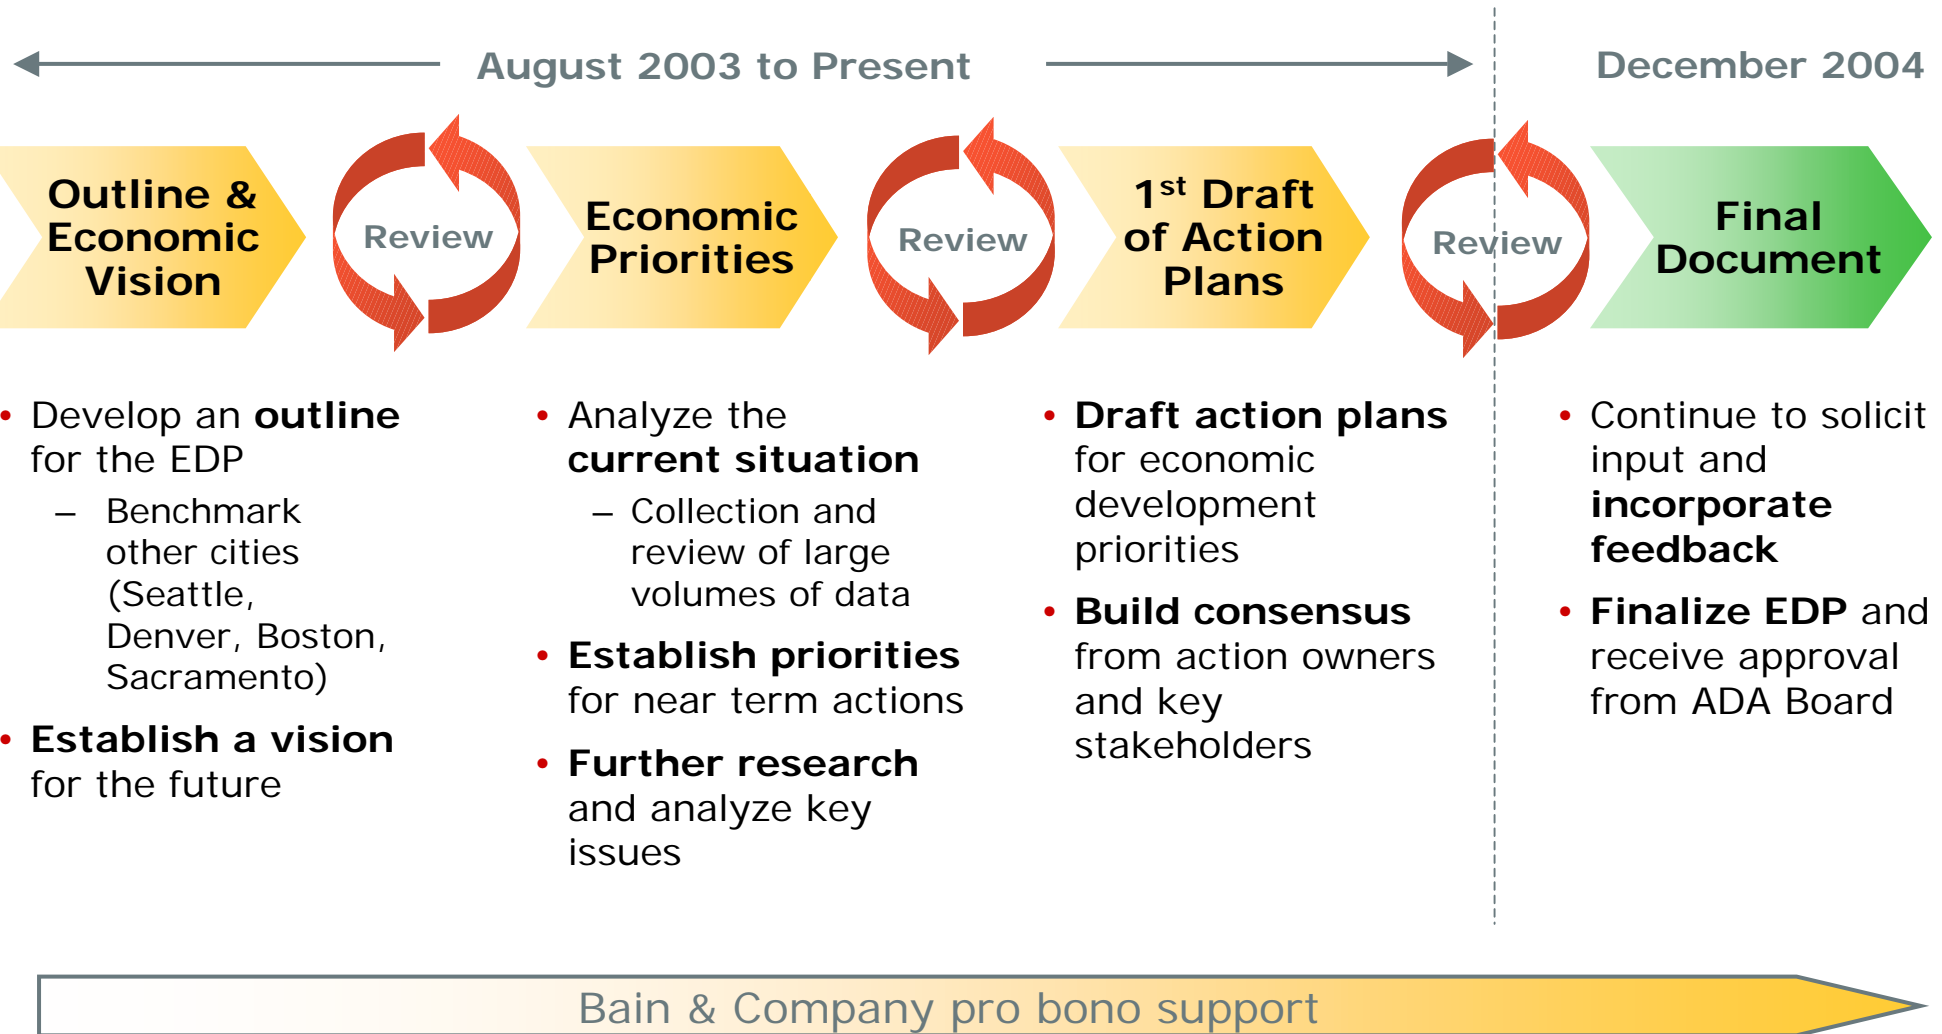 August 2003 to Present
December 2004
Outline &
Economic
Vision
Review
Economic
Priorities
Review
1st Draft
of Action
Plans
Review
Final
Document
• Develop an outline
for the EDP
– Benchmark
other cities
(Seattle,
Denver, Boston,
Sacramento)
• Establish a vision
for the future
• Analyze the
current situation
– Collection and
review of large
volumes of data
• Establish priorities
for near term actions
• Further research
and analyze key
issues
• Draft action plans
for economic
development
priorities
• Build consensus
from action owners
and key
stakeholders
• Continue to solicit
input and
incorporate
feedback
• Finalize EDP and
receive approval
from ADA Board
Bain & Company pro bono support